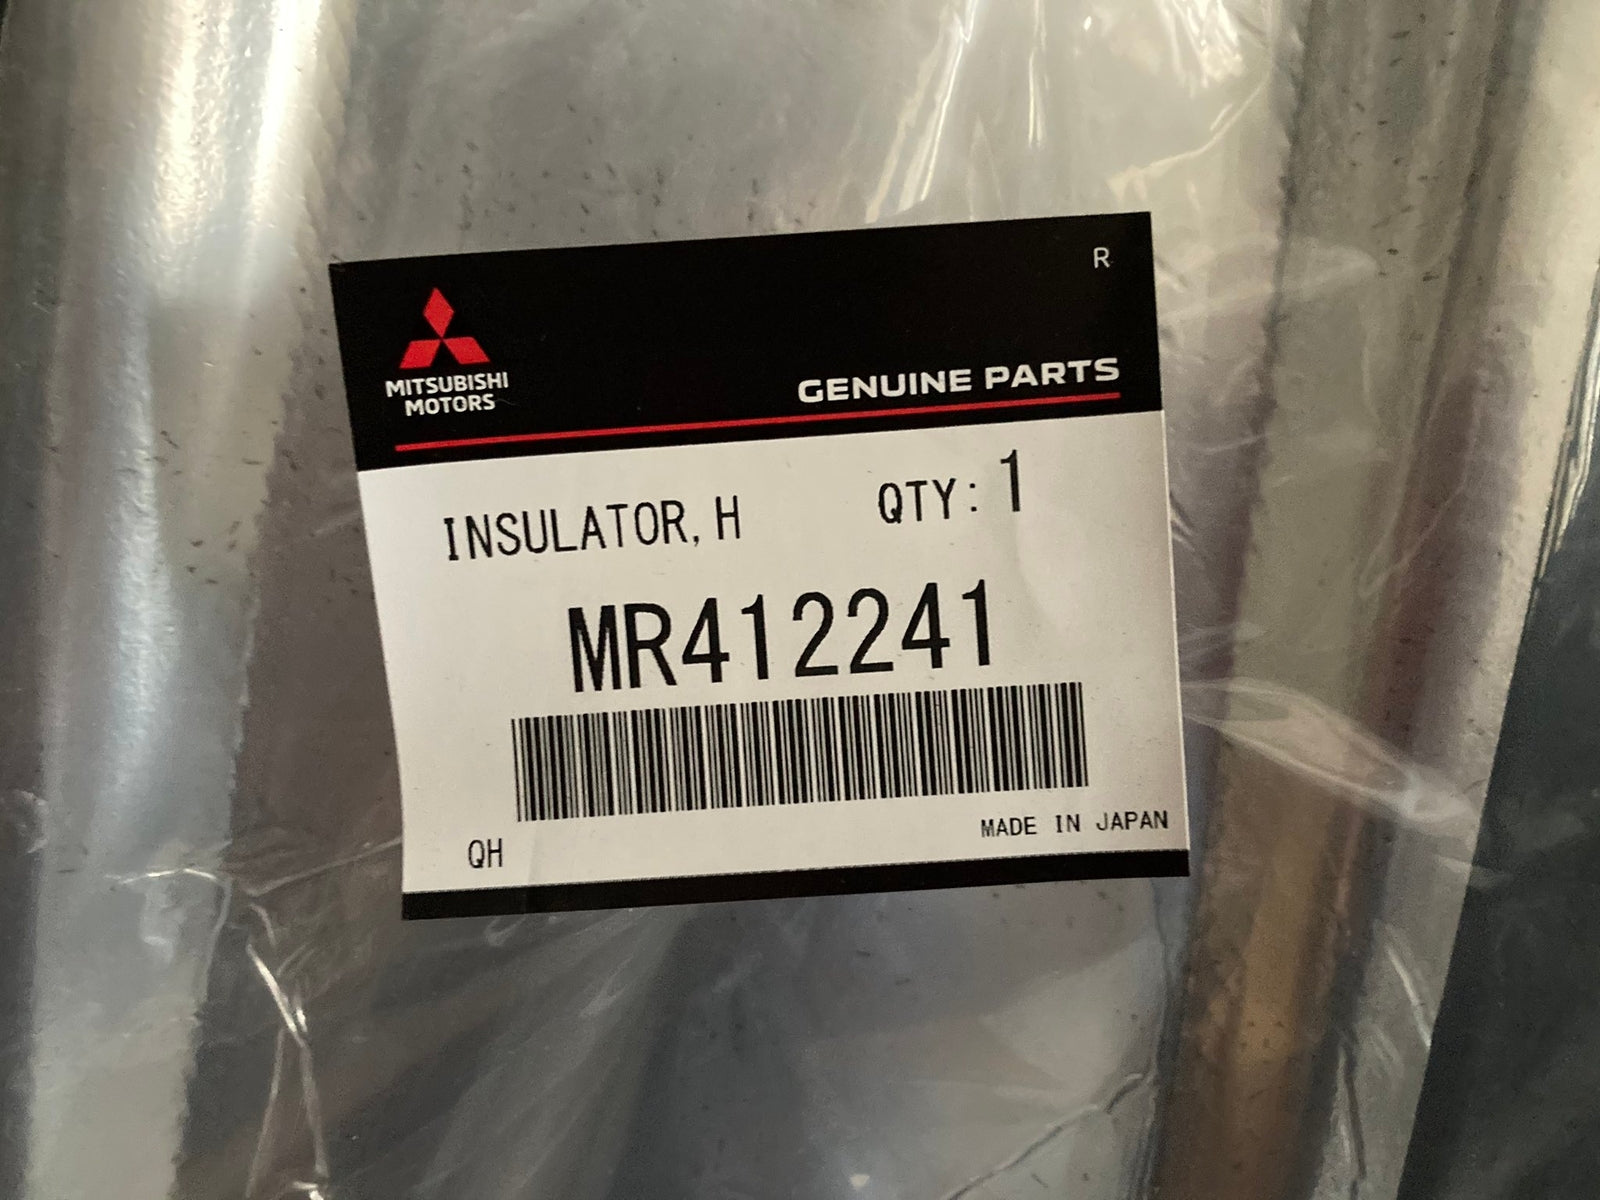 R
MITSUBISHI
MOTORS
GENUINE PARTS
INSULATOR, H QTY: 1
MR412241
MADE IN JAPAN
QH